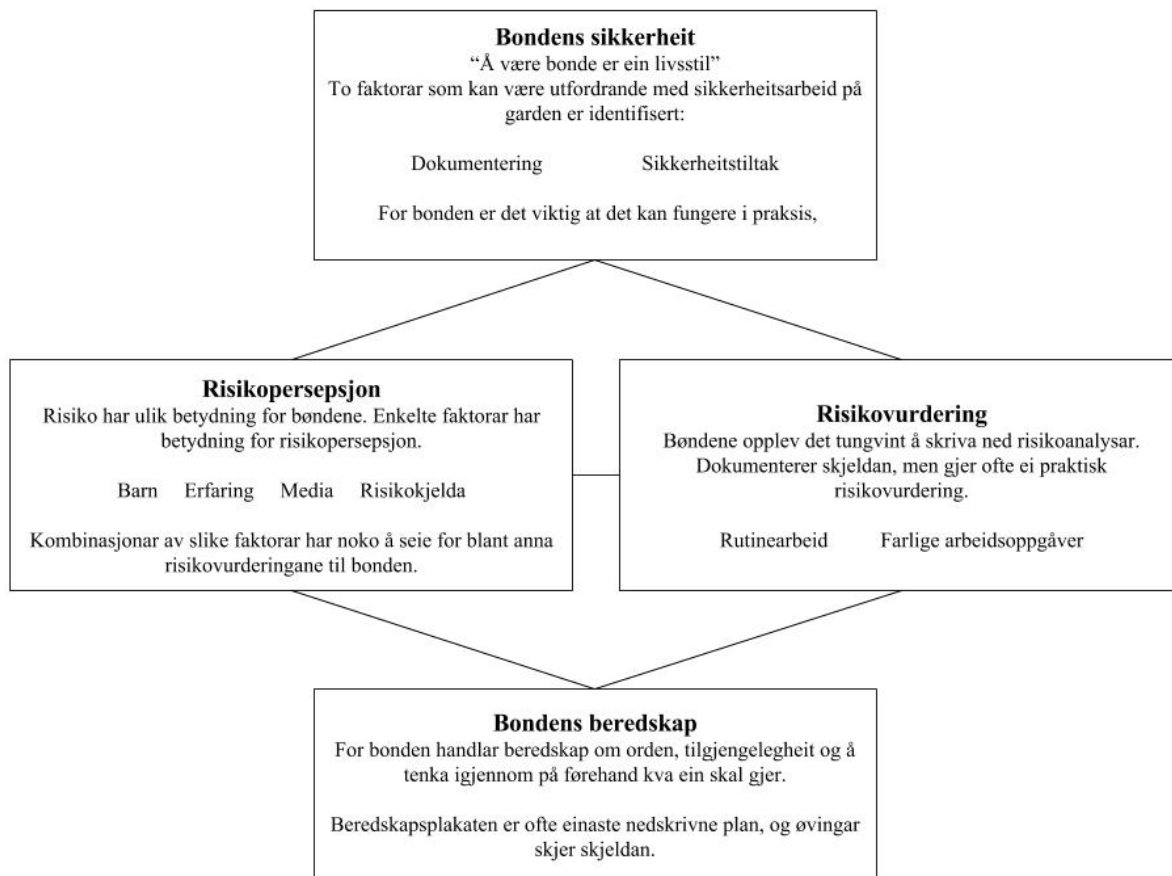 Bondens sikkerheit
“Å være bonde er ein livsstil”
To faktorar som kan være utfordrande med sikkerheitsarbeid på
garden er identifisert:
Dokumentering Sikkerheitstiltak
For bonden er det viktig at det kan fungere i praksis,
Risikopersepsjon
Risiko har ulik betydning for bøndene. Enkelte faktorar har
betydning for risikopersepsjon.
Barn Erfaring Media Risikokjelda
Kombinasjonar av slike faktorar har noko å seie for blant anna
risikovurderingane til bonden.
Risikovurdering
Bøndene opplev det tungvint å skriva ned risikoanalysar.
Dokumenterer skjeldan, men gjer ofte ei praktisk
risikovurdering.
Rutinearbeid Farlige arbeidsoppgåver
Bondens beredskap
For bonden handlar beredskap om orden, tilgjengelegheit og å
tenka igjennom på førehand kva ein skal gjer.
Beredskapsplakaten er ofte einaste nedskrivne plan, og øvingar
skjer skjeldan.